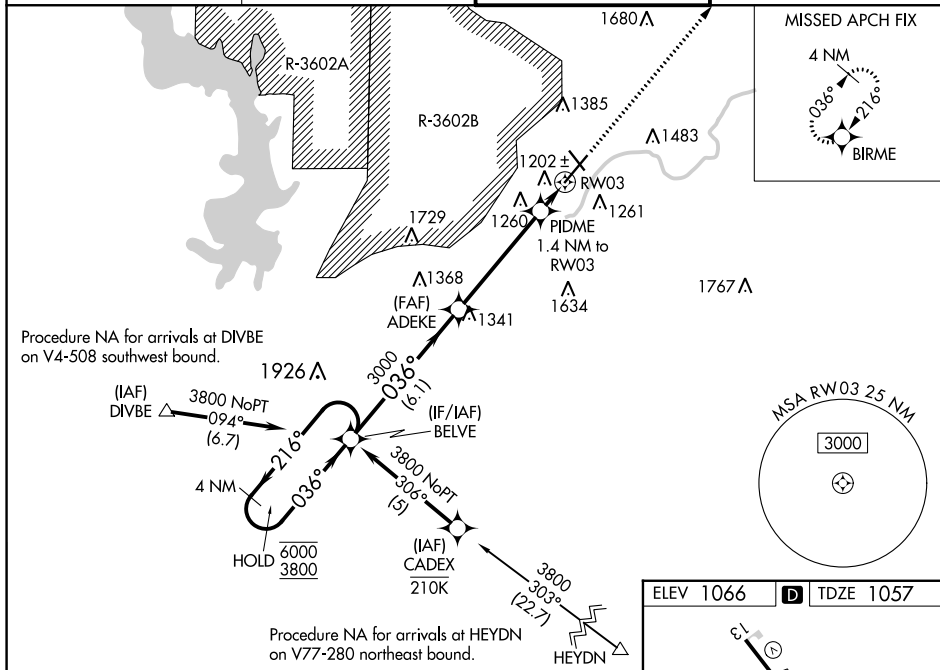 1680
MISSED APCH FIX
4 NM
036°
216°
BIRME
R-3602A
R-3602B
1385
1483
1202 ±
RW03
1260
1261
PIDME
1.4 NM to
RW03
1729
1368
1634
1767
(FAF)
ADEKE
1341
Procedure NA for arrivals at DIVBE
on V4-508 southwest bound.
1926
3000
036°
(6.1)
(IAF)
DIVBE
3800 NoPT
094°
(6.7)
(IF/IAF)
BELVE
216°
036°
4 NM
3800 NoPT
306°
(5)
HOLD
6000
3800
(IAF)
CADEX
210K
3800
303°
(22.7)
HEYDN
Procedure NA for arrivals at HEYDN
on V77-280 northeast bound.
MSA RW03 25 NM
3000
ELEV 1066
D
TDZE 1057
13
V